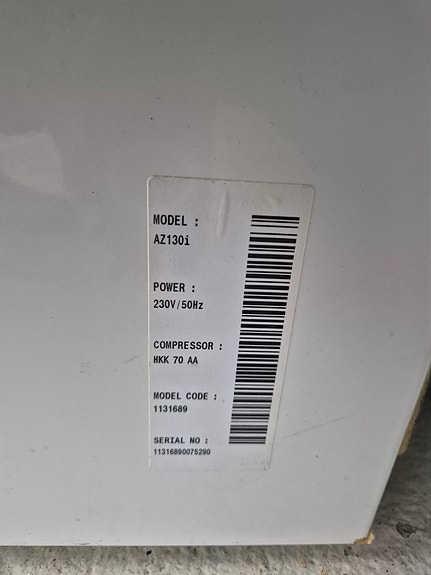 MODEL :
AZ130i
POWER :
230V/50Hz
COMPRESSOR :
HKK 70 AA
MODEL CODE :
1131689
SERIAL NO :
11316890075290